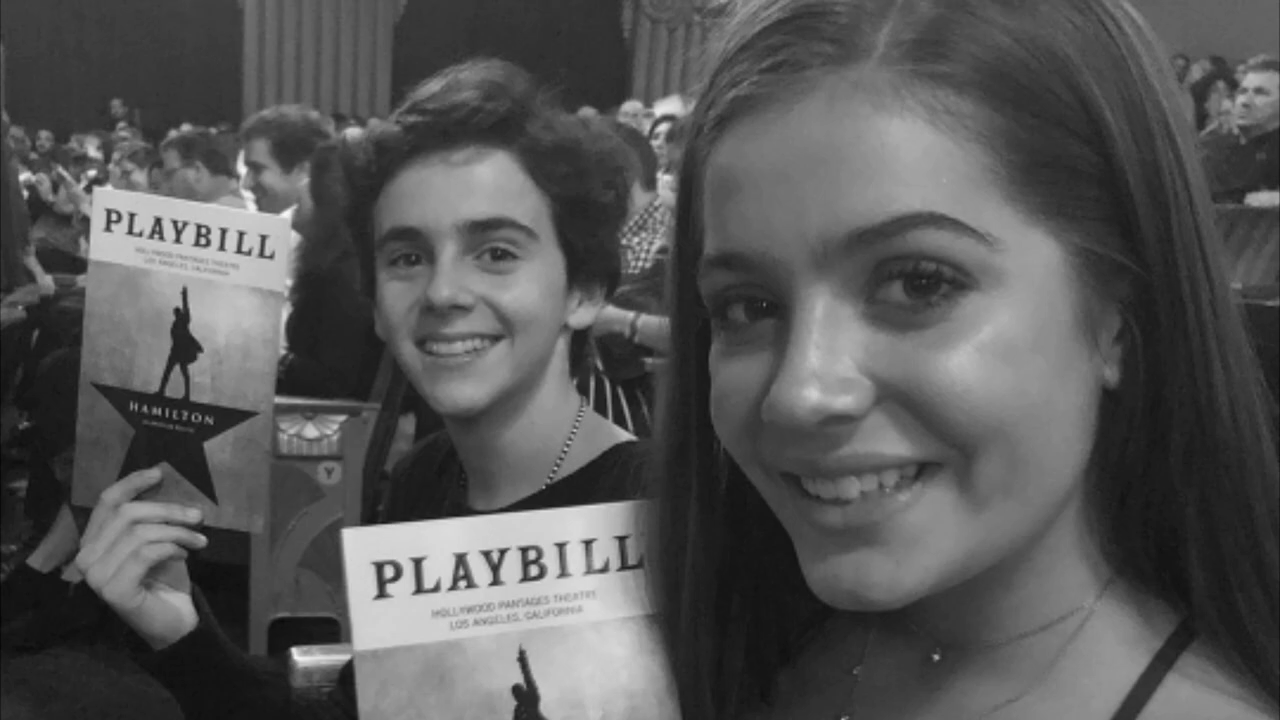 PLAYBILL
HOLLYWOOD PANTAGES THEATRE
LOS ANGELES, CALIFORNIA
HAMILTON
Y
PLAYBILL
HOLLYWOOD PANTAGES THEATRE
LOS ANGELES, CALIFORNIA